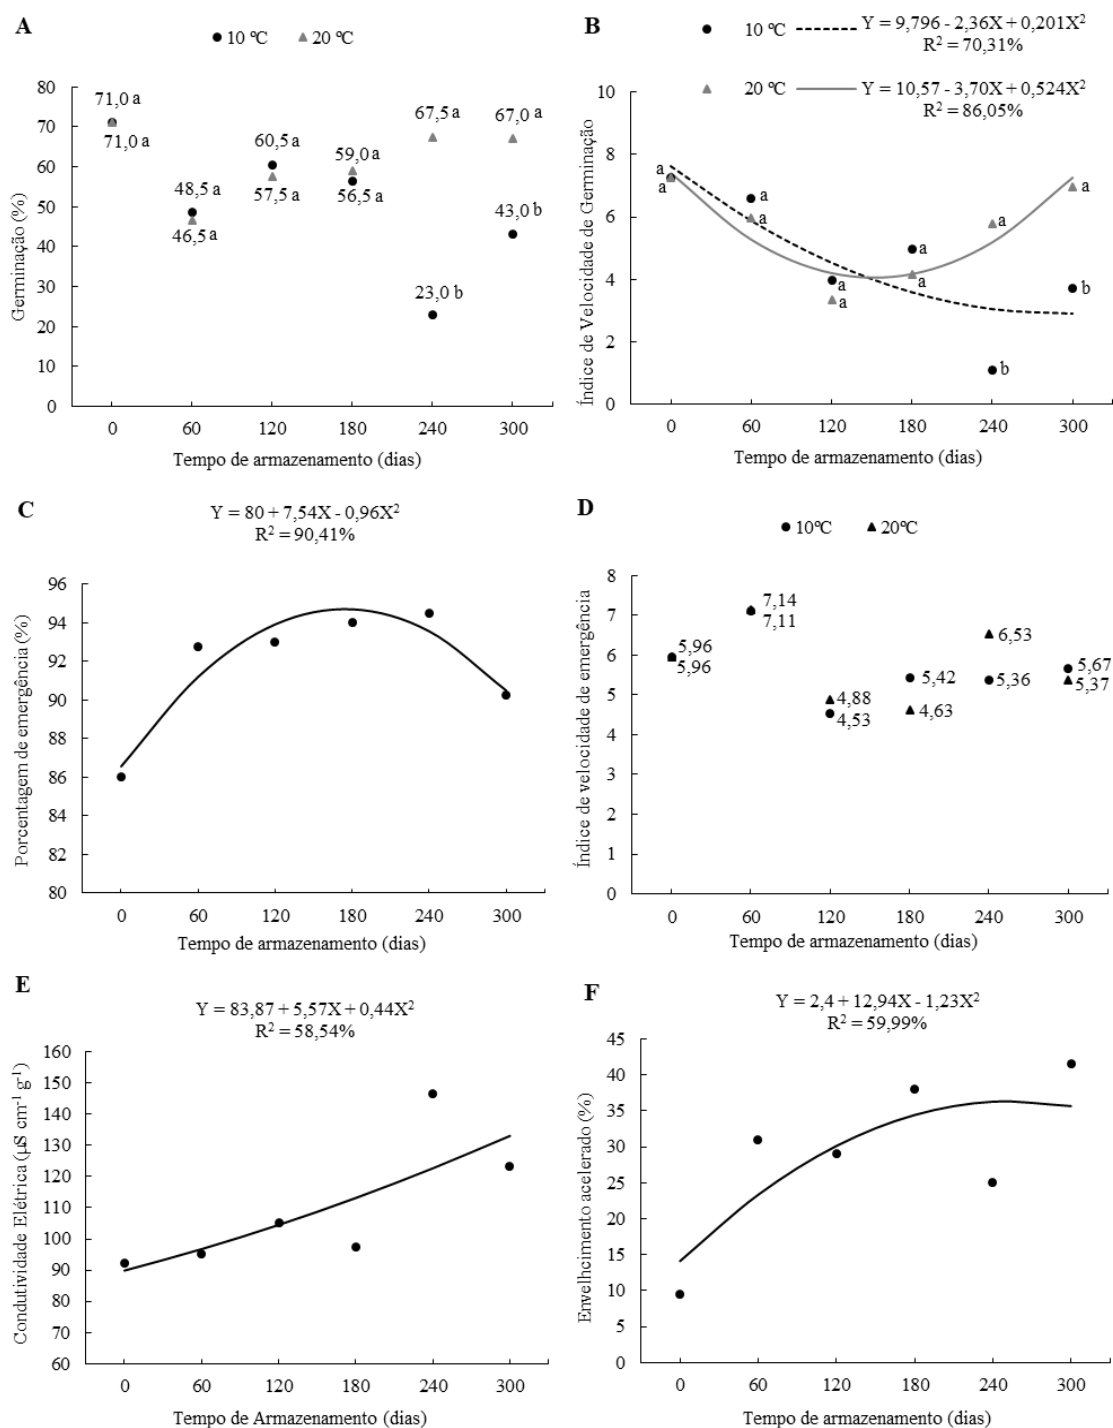 A
10 ºC 20 ºC
Germinação (%)
80
70
60
50
40
30
20
10
0
71,0 a
71,0 a
48,5 a
46,5 a
60,5 a
57,5 a
59,0 a
56,5 a
67,5 a
23,0 b
67,0 a
43,0 b
0 60 120 180 240 300
Tempo de armazenamento (dias)
B
10 ºC Y = 9,796 - 2,36X + 0,201X²
R² = 70,31%
20 ºC Y = 10,57 - 3,70X + 0,524X²
R² = 86,05%
Índice de Velocidade de Germinação
10
8
6
4
2
0
a
a
a
a
a
a
a
a
a
b
a
b
0 60 120 180 240 300
Tempo de armazenamento (dias)
C
Y = 80 + 7,54X - 0,96X²
R² = 90,41%
Porcentagem de emergência (%)
96
94
92
90
88
86
84
82
80
0 60 120 180 240 300
Tempo de armazenamento (dias)
D
10ºC 20ºC
Índice de velocidade de emergência
8
7
6
5
4
3
2
1
0
5,96
5,96
7,14
7,11
4,88
4,53
5,42
4,63
6,53
5,36
5,67
5,37
0 60 120 180 240 300
Tempo de armazenamento (dias)
E
Y = 83,87 + 5,57X + 0,44X²
R² = 58,54%
Condutividade Elétrica (µS cm⁻¹ g⁻¹)
160
150
140
130
120
110
100
90
80
70
60
0 60 120 180 240 300
Tempo de Armazenamento (dias)
F
Y = 2,4 + 12,94X - 1,23X²
R² = 59,99%
Envelhcimento acelerado (%)
45
40
35
30
25
20
14
10
5
0
0 60 120 180 240 300
Tempo de armazenamento (dias)